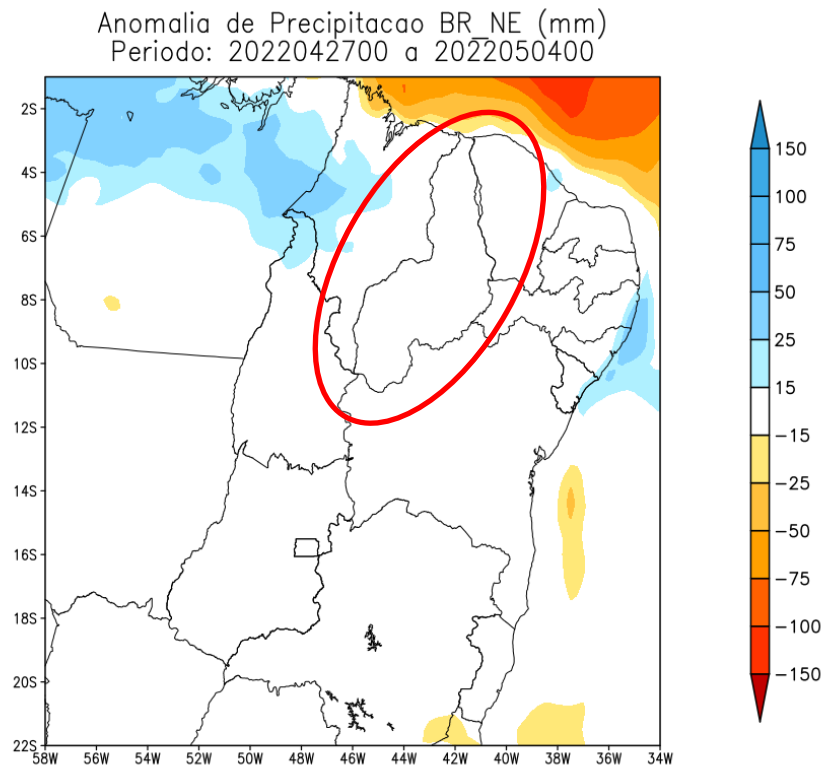 Anomalia de Precipitacao BR_NE (mm)
Periodo: 2022042700 a 2022050400
2S
4S
6S
8S
10S
12S
14S
16S
18S
20S
22S
58W 56W 54W 52W 50W 48W 46W 44W 42W 40W 38W 36W 34W
1
150
100
75
50
25
15
-15
-25
-50
-75
-100
-150